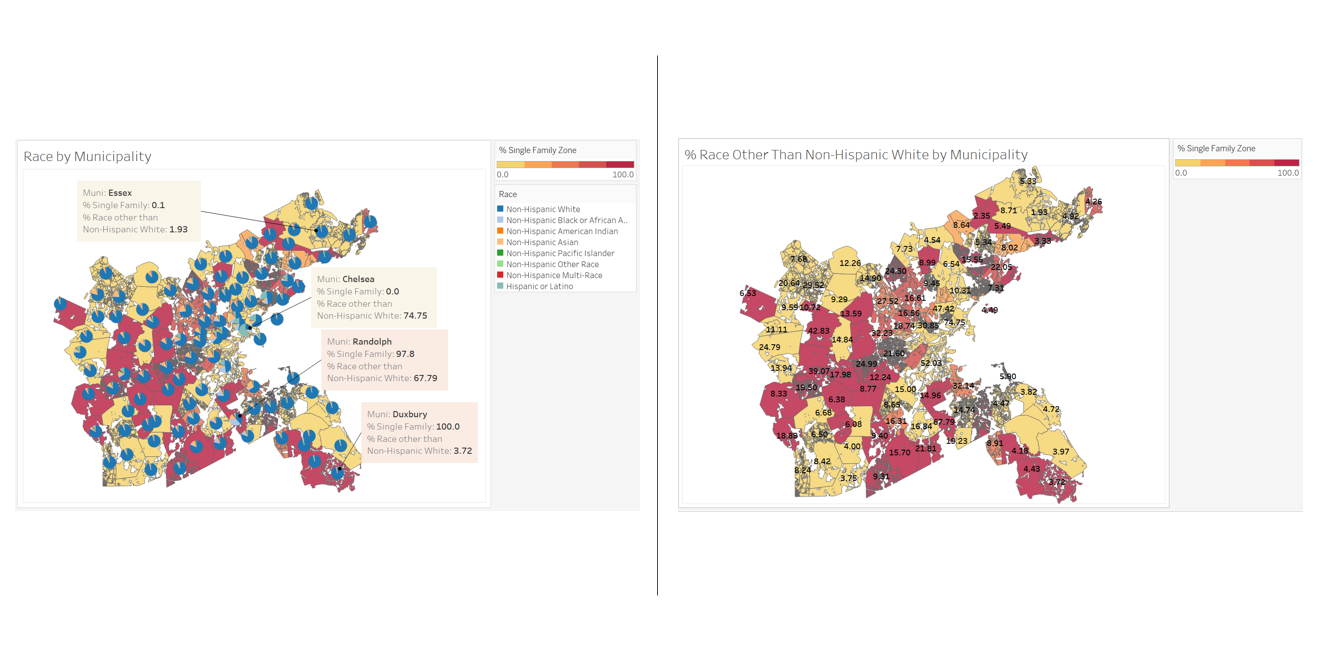 Race by Municipality
Muni: Essex
% Single Family: 0.1
% Race other than
Non-Hispanic White: 1.93
Muni: Chelsea
% Single Family: 0.0
% Race other than
Non-Hispanic White: 74.75
Muni: Randolph
% Single Family: 97.8
% Race other than
Non-Hispanic White: 67.79
Muni: Duxbury
% Single Family: 100.0
% Race other than
Non-Hispanic White: 3.72
% Single Family Zone
0.0 100.0
Race
Non-Hispanic White
Non-Hispanic Black or African A..
Non-Hispanic American Indian
Non-Hispanic Asian
Non-Hispanic Pacific Islander
Non-Hispanic Other Race
Non-Hispanice Multi-Race
Hispanic or Latino
% Race Other Than Non-Hispanic White by Municipality
5.33
4.26
2.35 8.71 1.93 4.92
8.64 5.49
4.54 5.34 8.02 3.33
7.73
7.68 12.26 8.99 6.54 22.05
24.30
20.64 14.90 9.45
10.31 7.31
6.53 9.29 27.52 16.61
9.59 10.72 13.59 16.56 47.42 4.49
11.11 42.83 18.74 30.85 74.75
14.84 32.23
24.79 21.60
13.94 24.99 52.03
39.07 17.98 12.24 5.90
19.50 8.77 15.00 32.14
8.33 6.38 14.96 3.82
4.47
6.68 14.74 4.72
6.08 16.31 16.84 67.79
18.88 6.50 9.40 19.23
4.00 21.81 8.91 4.18 3.97
15.70
8.42 4.43
8.24 3.75 9.31 3.72
% Single Family Zone
0.0 100.0